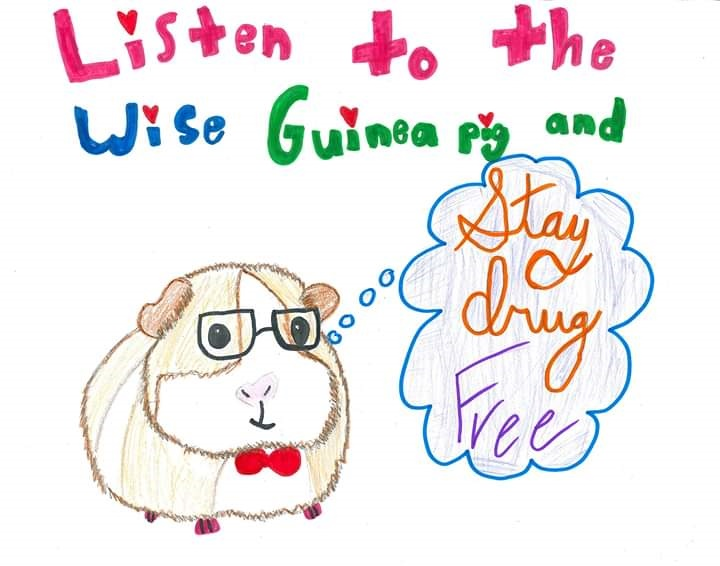 Listen to the
Wise Guinea pig and
Stay
drug
Free